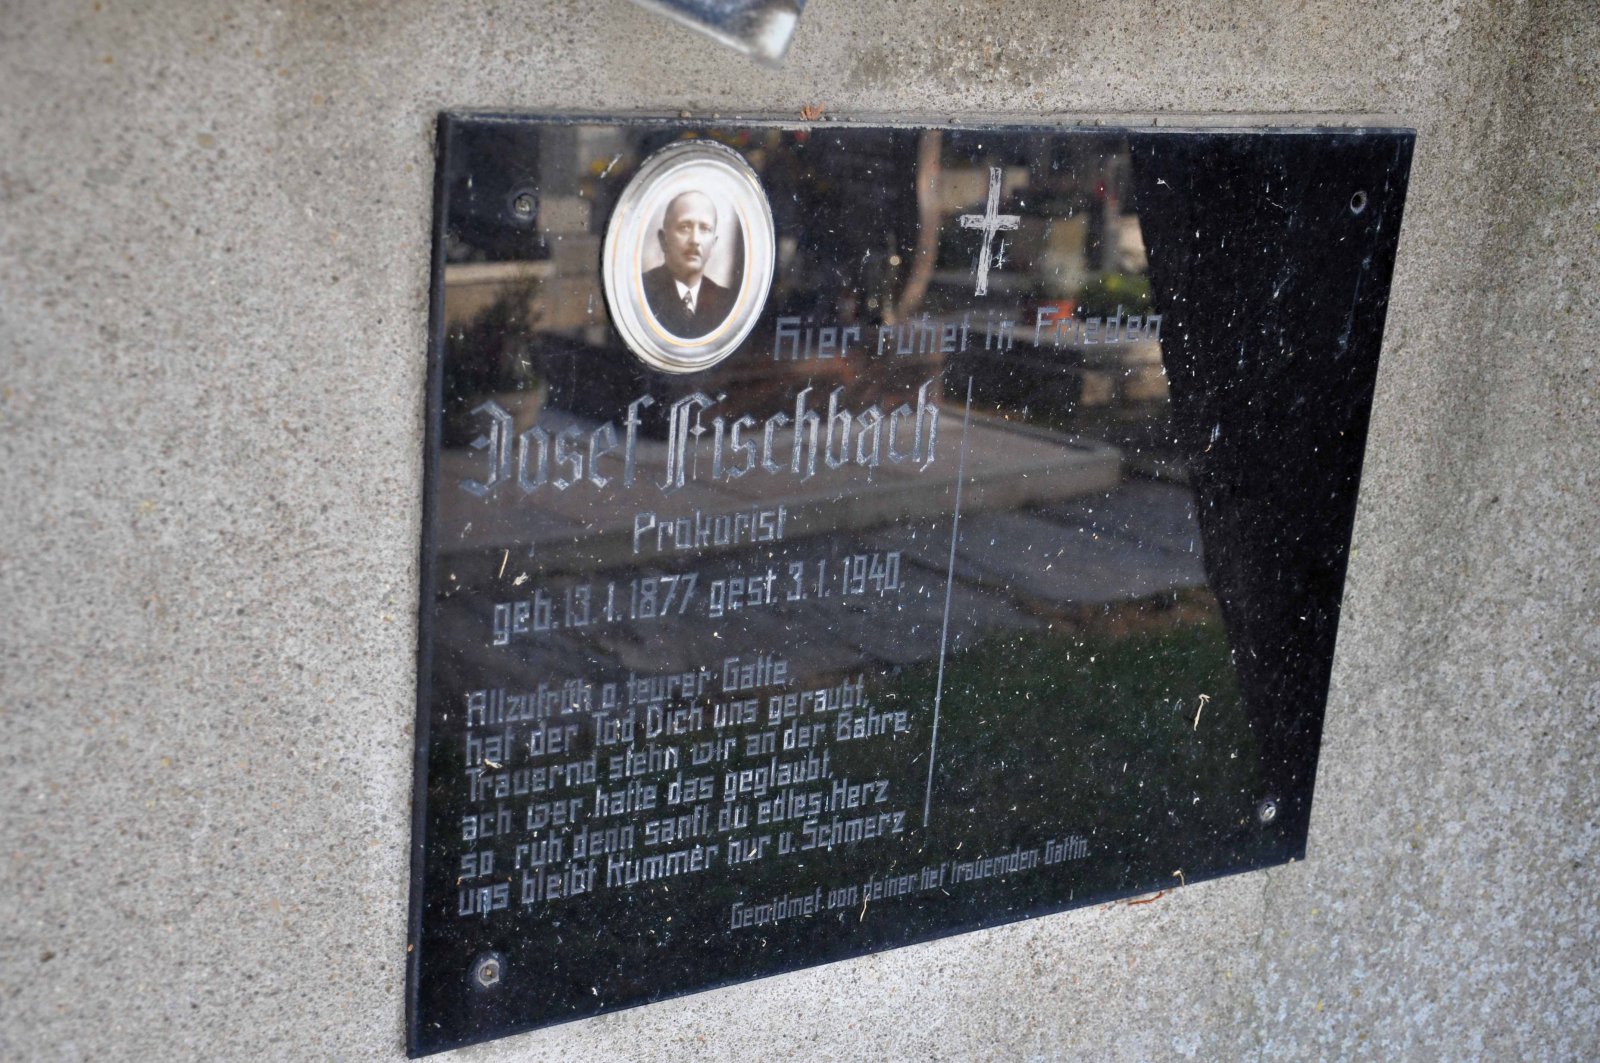 Hier ruhet in Frieden
Josef Fischbach
Prokurist
geb. 13.1.1877 gest. 3.1.1940.
Allzufrüh o, teurer Gatte,
hat der Tod Dich uns geraubt,
Trauernd stehn wir an der Bahre,
ach wer hatte das geglaubt,
so ruh denn sanft, du edles Herz
uns bleibt Kummer nur u. Schmerz
Gewidmet von deiner tief trauernden Gattin.